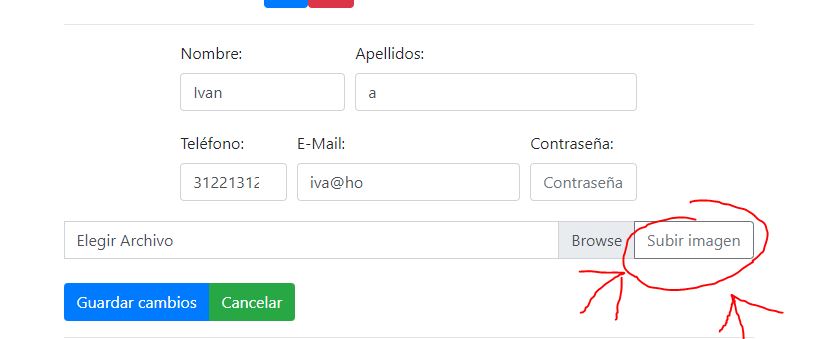 Nombre: Apellidos:
Ivan a
Teléfono: E-Mail: Contraseña:
31221312 iva@ho Contraseña
Elegir Archivo Browse Subir imagen
Guardar cambios Cancelar